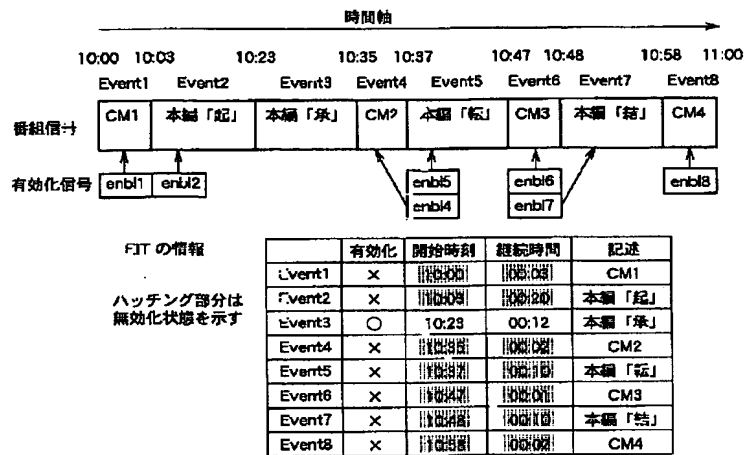 時間軸
10:00 10:03 10:23 10:35 10:37 10:47 10:48 10:58 11:00
Event1 Event2 Event3 Event4 Event5 Event6 Event7 Event8
番組信号 CM1 本編「起」 本編「承」 CM2 本編「転」 CM3 本編「結」 CM4
有効化信号 enbl1 enbl2 enbl5 enbl6 enbl8
enbl4 enbl7
EITの情報
ハッチング部分は
無効化状態を示す
有効化 開始時刻 継続時間 記述
Event1 × 10:00 00:03 CM1
Event2 × 10:03 00:20 本編「起」
Event3 ○ 10:23 00:12 本編「承」
Event4 × 10:35 00:02 CM2
Event5 × 10:37 00:10 本編「転」
Event6 × 10:47 00:01 CM3
Event7 × 10:48 00:10 本編「結」
Event8 × 10:58 00:02 CM4